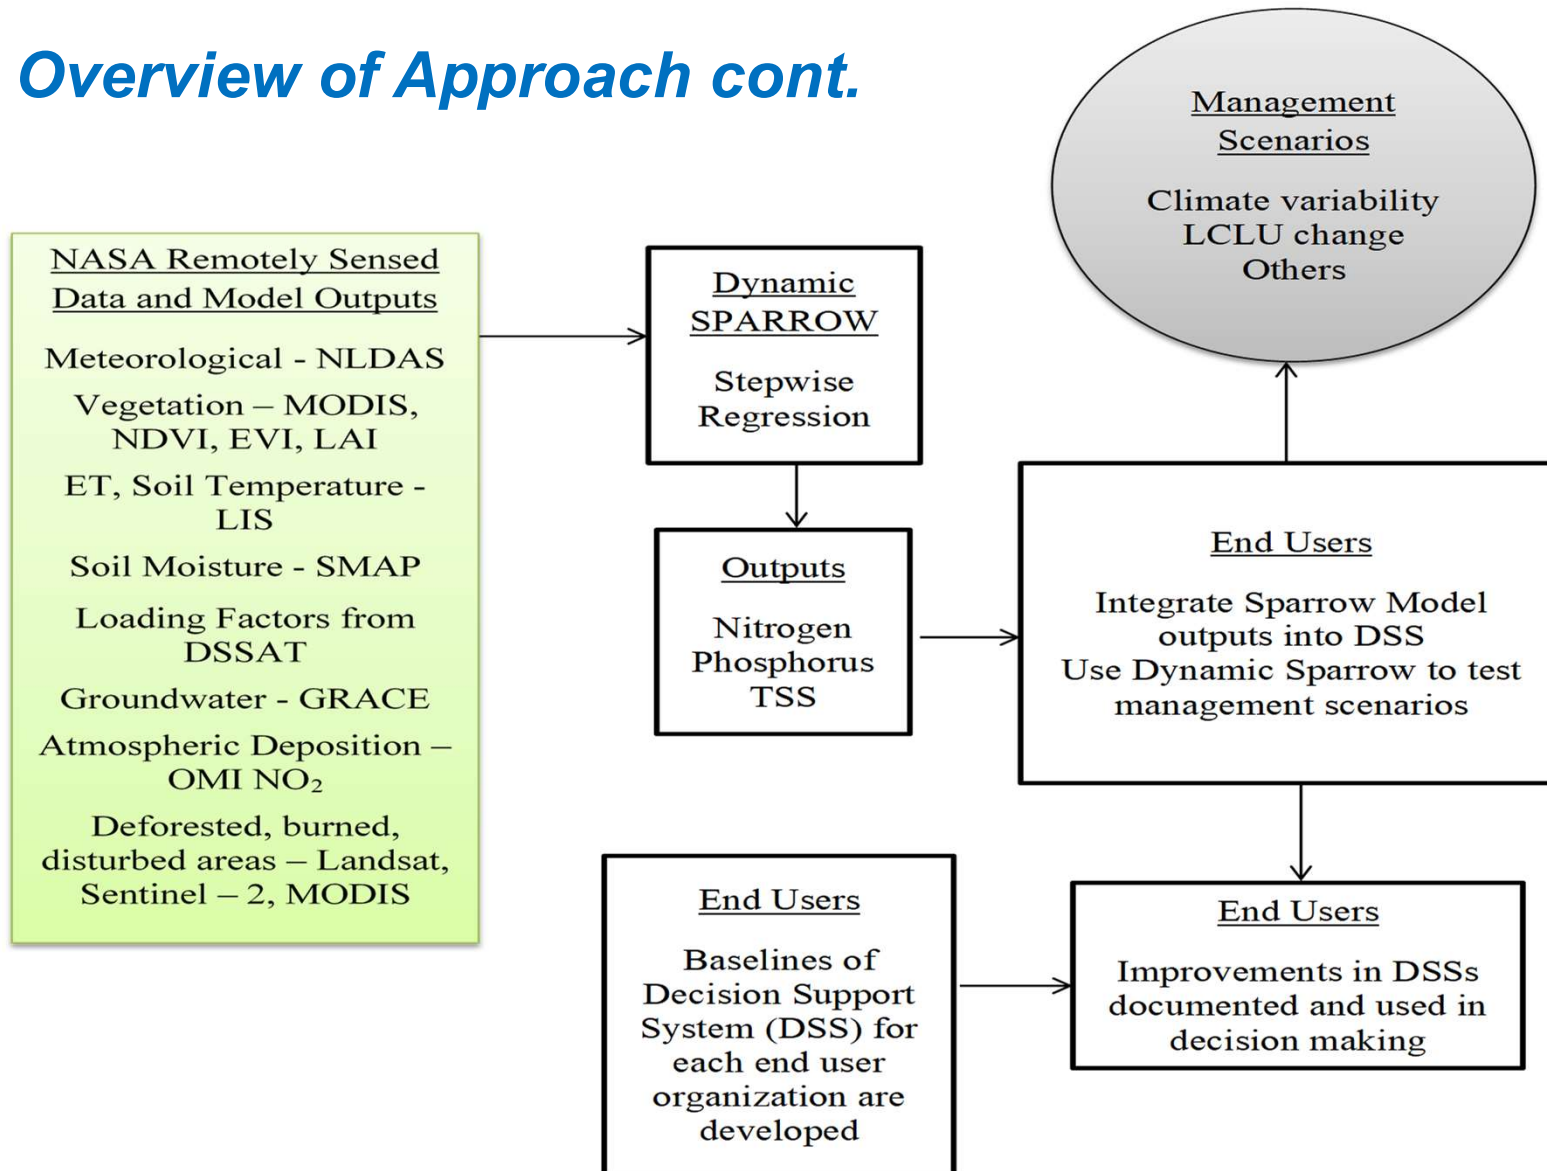 Overview of Approach cont.
NASA Remotely Sensed
Data and Model Outputs
Meteorological - NLDAS
Vegetation – MODIS,
NDVI, EVI, LAI
ET, Soil Temperature -
LIS
Soil Moisture - SMAP
Loading Factors from
DSSAT
Groundwater - GRACE
Atmospheric Deposition –
OMI NO₂
Deforested, burned,
disturbed areas – Landsat,
Sentinel – 2, MODIS
Dynamic
SPARROW
Stepwise
Regression
Outputs
Nitrogen
Phosphorus
TSS
Management
Scenarios
Climate variability
LCLU change
Others
End Users
Integrate Sparrow Model
outputs into DSS
Use Dynamic Sparrow to test
management scenarios
End Users
Baselines of
Decision Support
System (DSS) for
each end user
organization are
developed
End Users
Improvements in DSSs
documented and used in
decision making